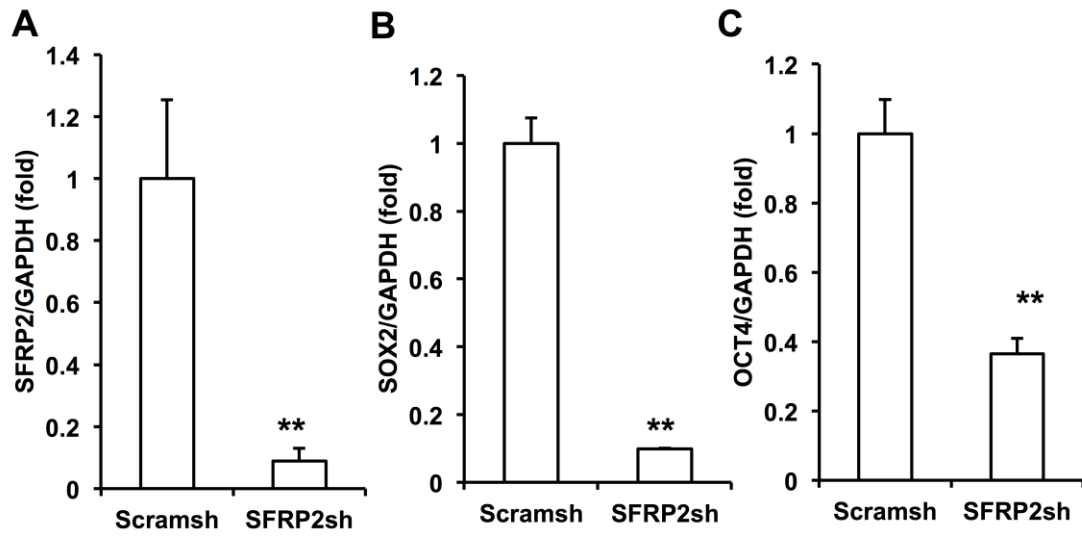 A
SFRP2/GAPDH (fold)
1.4
1.2
1
0.8
0.6
0.4
0.2
0
**
Scramsh SFRP2sh
B
SOX2/GAPDH (fold)
1.2
1
0.8
0.6
0.4
0.2
0
**
Scramsh SFRP2sh
C
OCT4/GAPDH (fold)
1.2
1
0.8
0.6
0.4
0.2
0
**
Scramsh SFRP2sh